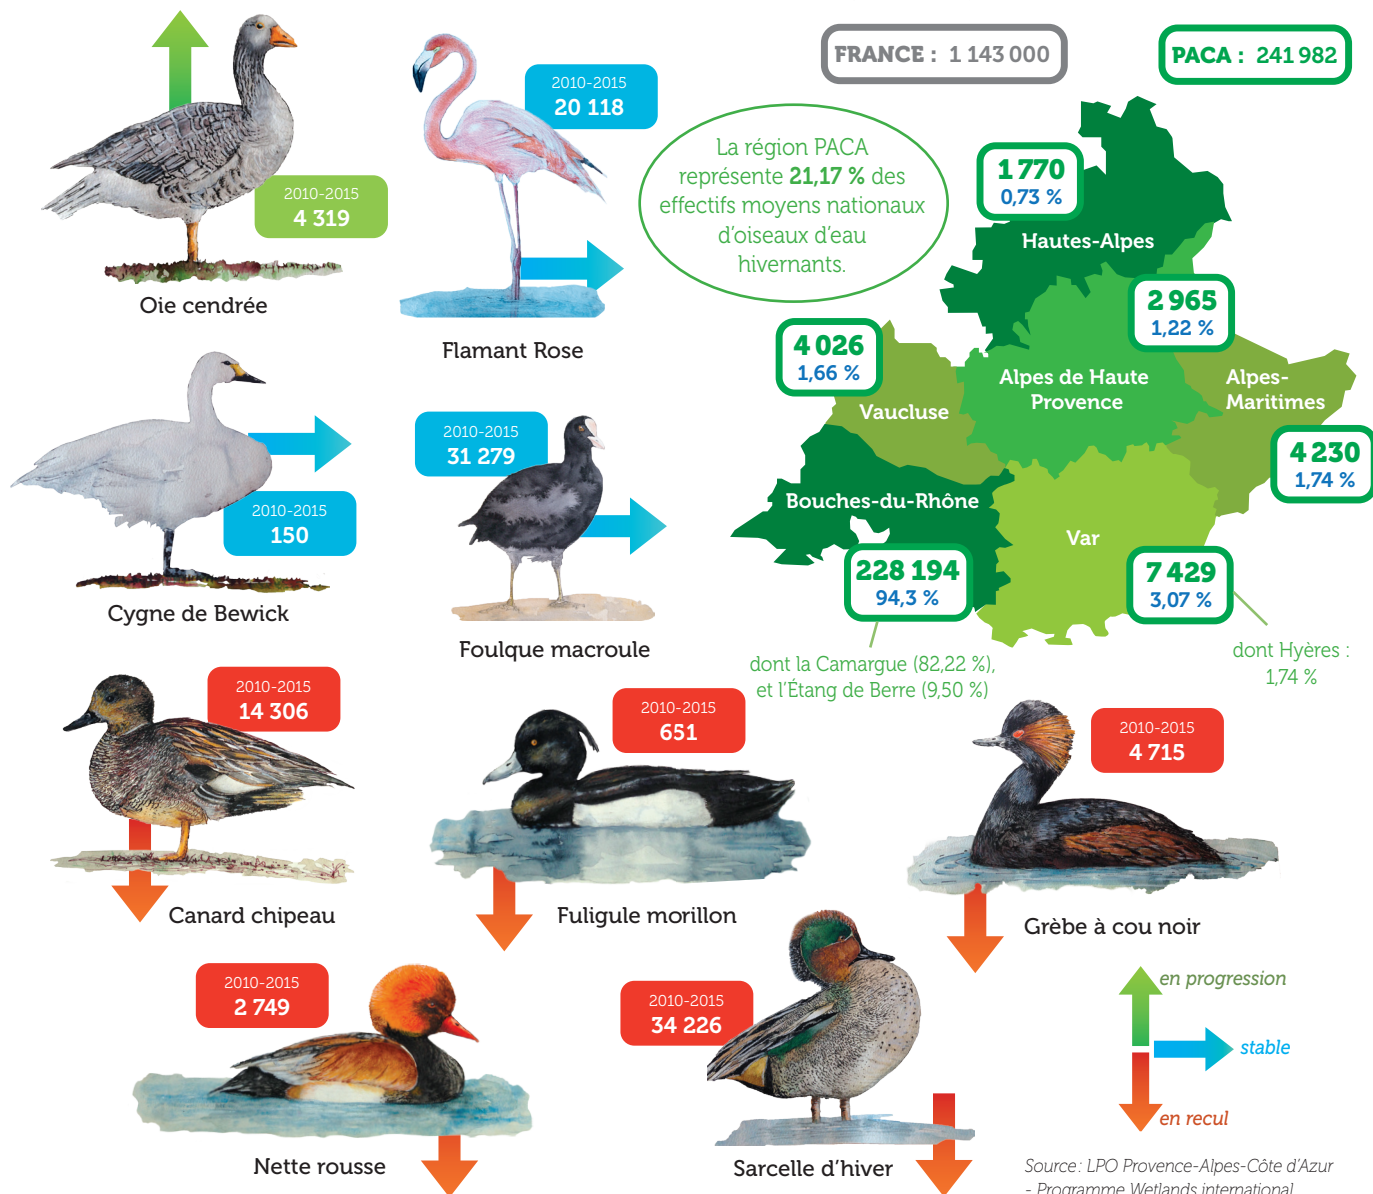 FRANCE : 1 143 000
PACA : 241 982
2010-2015
4 319
Oie cendrée
2010-2015
20 118
Flamant Rose
La région PACA
représente 21,17 % des
effectifs moyens nationaux
d'oiseaux d'eau
hivernants.
1 770
0,73 %
Hautes-Alpes
2 965
1,22 %
Alpes de Haute
Provence
4 026
1,66 %
Vaucluse
Alpes-
Maritimes
4 230
1,74 %
Bouches-du-Rhône
228 194
94,3 %
dont la Camargue (82,22 %),
et l'Étang de Berre (9,50 %)
Var
7 429
3,07 %
dont Hyères :
1,74 %
2010-2015
150
Cygne de Bewick
2010-2015
31 279
Foulque macroule
2010-2015
14 306
Canard chipeau
2010-2015
651
Fuligule morillon
2010-2015
4 715
Grèbe à cou noir
2010-2015
2 749
Nette rousse
2010-2015
34 226
Sarcelle d'hiver
en progression
stable
en recul
Source : LPO Provence-Alpes-Côte d'Azur
- Programme Wetlands international